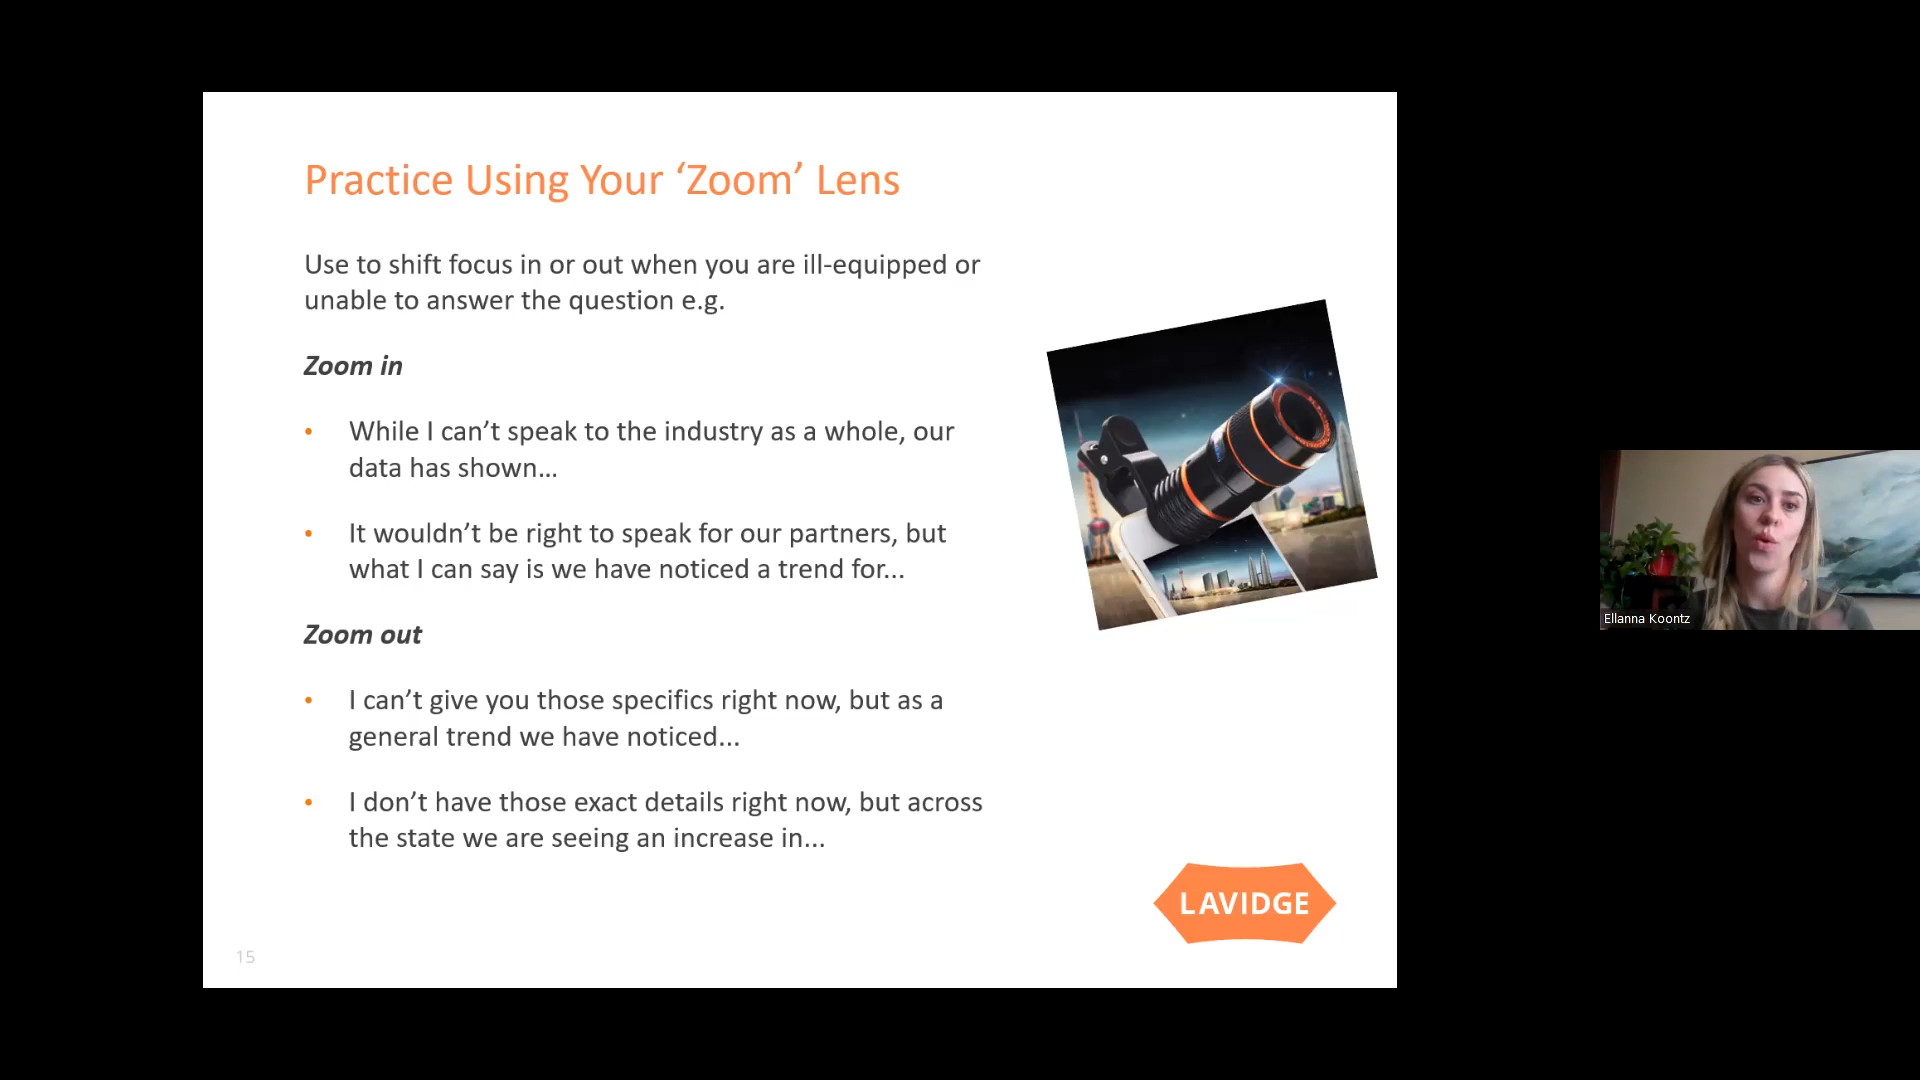 Practice Using Your ‘Zoom’ Lens
Use to shift focus in or out when you are ill-equipped or
unable to answer the question e.g.
Zoom in
• While I can’t speak to the industry as a whole, our
data has shown...
• It wouldn’t be right to speak for our partners, but
what I can say is we have noticed a trend for...
Zoom out
• I can’t give you those specifics right now, but as a
general trend we have noticed...
• I don’t have those exact details right now, but across
the state we are seeing an increase in...
LAVIDGE
15
Ellanna Koontz